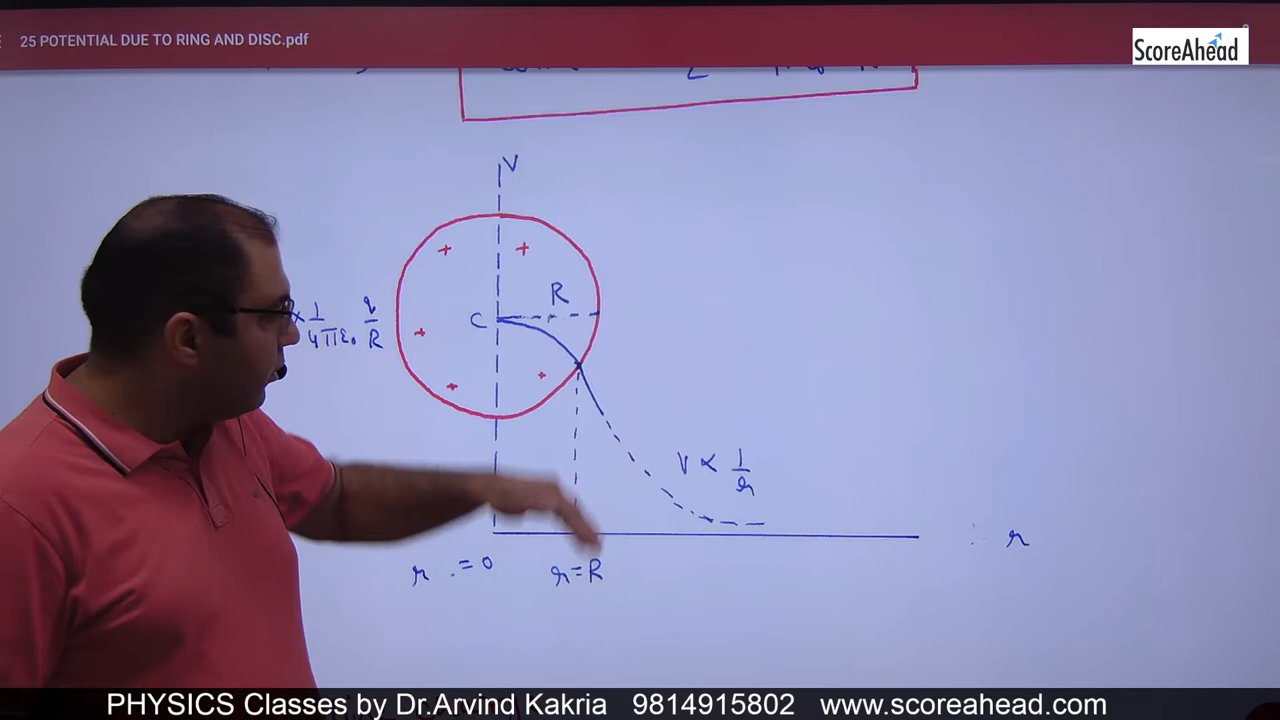 25 POTENTIAL DUE TO RING AND DISC.pdf
ScoreAhead
V
+ +
R
C
× 1/4πε₀ q/R
+
+ +
V ∝ 1/r
r
r = 0
r = R
PHYSICS Classes by Dr.Arvind Kakria 9814915802 www.scoreahead.com